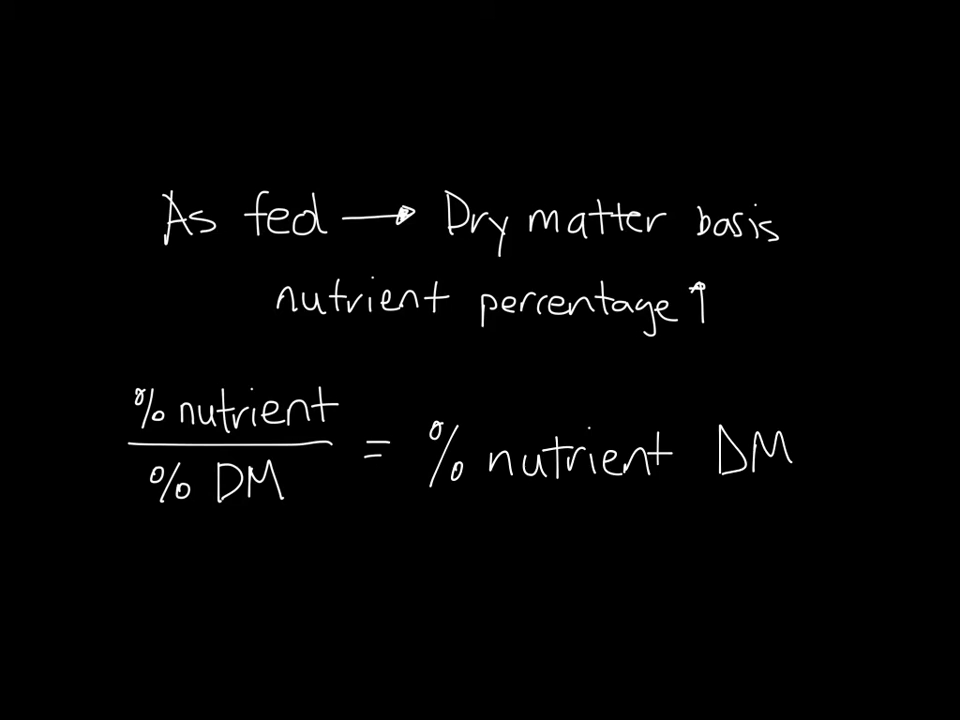 As fed → Dry matter basis
nutrient percentage ↑
% nutrient
% DM
= % nutrient DM